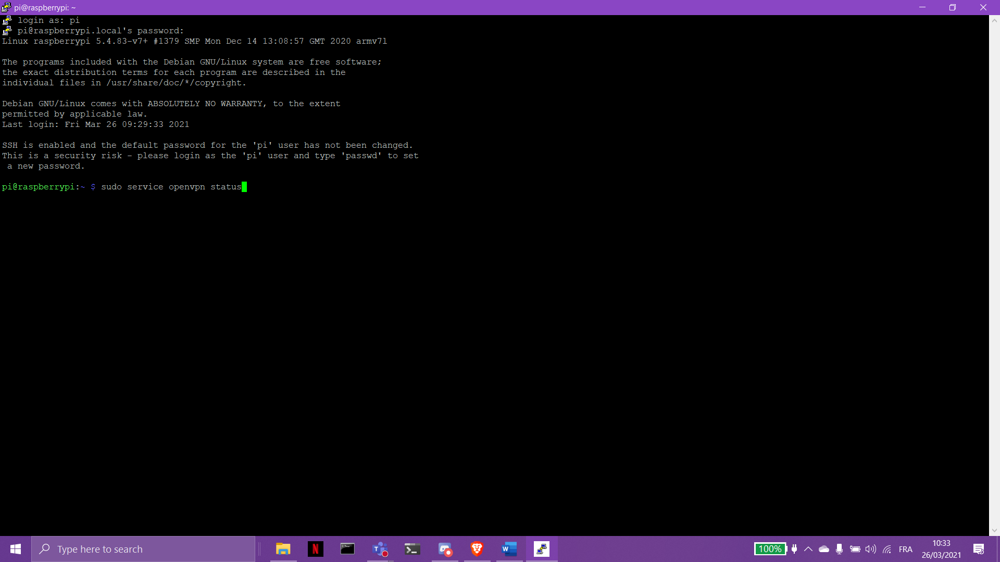 pi@raspberrypi: ~
login as: pi
pi@raspberrypi.local's password:
Linux raspberrypi 5.4.83-v7+ #1379 SMP Mon Dec 14 13:08:57 GMT 2020 armv7l
The programs included with the Debian GNU/Linux system are free software;
the exact distribution terms for each program are described in the
individual files in /usr/share/doc/*/copyright.
Debian GNU/Linux comes with ABSOLUTELY NO WARRANTY, to the extent
permitted by applicable law.
Last login: Fri Mar 26 09:29:33 2021
SSH is enabled and the default password for the 'pi' user has not been changed.
This is a security risk - please login as the 'pi' user and type 'passwd' to set
a new password.
pi@raspberrypi:~ $ sudo service openvpn status
Type here to search
N
T
W
100%
FRA
10:33
26/03/2021